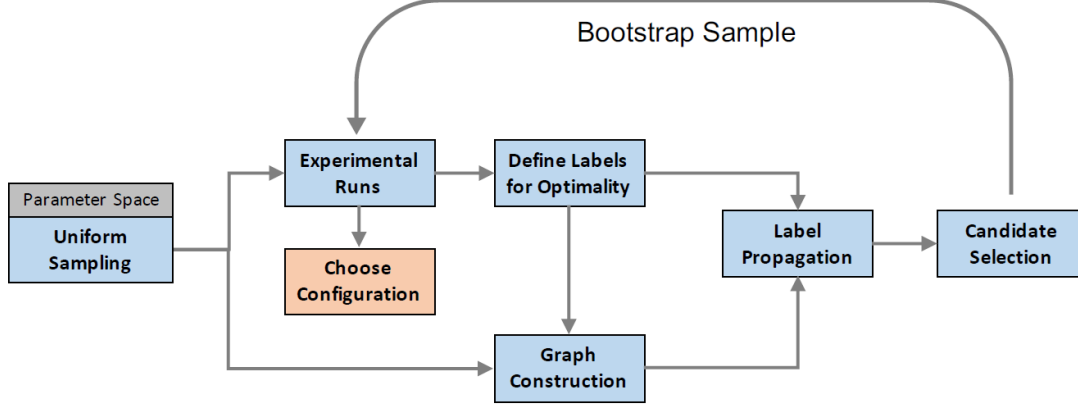 Bootstrap Sample
Experimental
Runs
Define Labels
for Optimality
Parameter Space
Uniform
Sampling
Choose
Configuration
Label
Propagation
Candidate
Selection
Graph
Construction